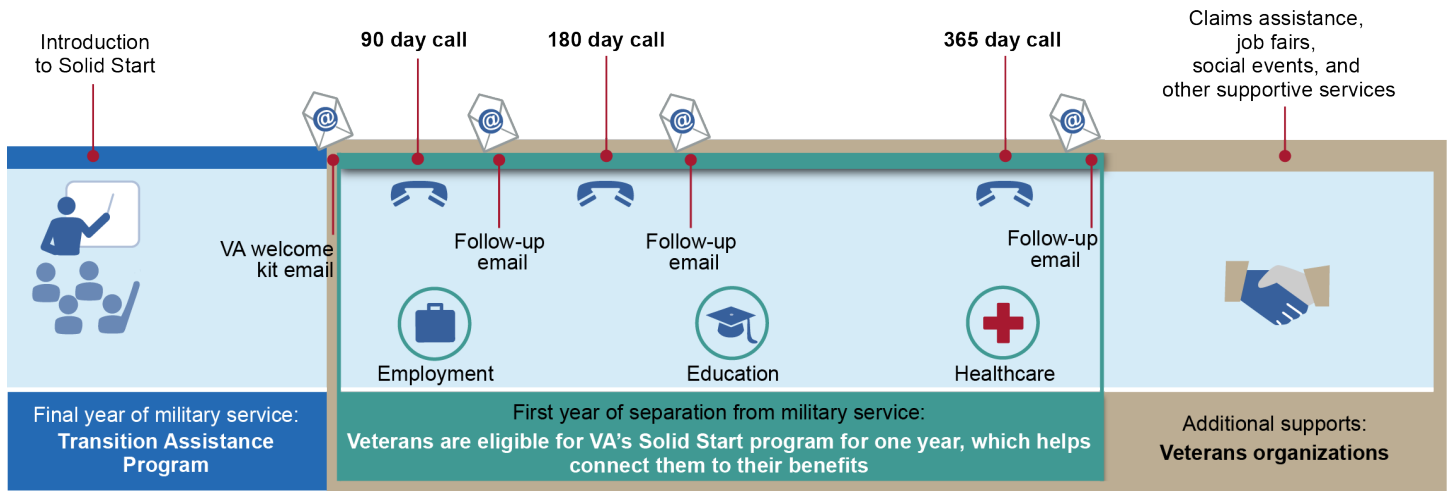 Introduction
to Solid Start
90 day call
180 day call
365 day call
Claims assistance,
job fairs,
social events, and
other supportive services
@
@
@
@
VA welcome
kit email
Follow-up
email
Follow-up
email
Follow-up
email
Employment
Education
Healthcare
Final year of military service:
Transition Assistance
Program
First year of separation from military service:
Veterans are eligible for VA's Solid Start program for one year, which helps
connect them to their benefits
Additional supports:
Veterans organizations